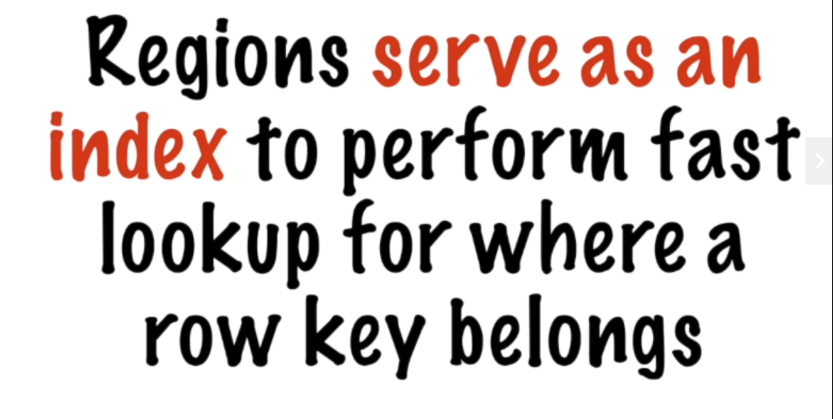 Regions serve as an
index to perform fast
lookup for where a
row key belongs